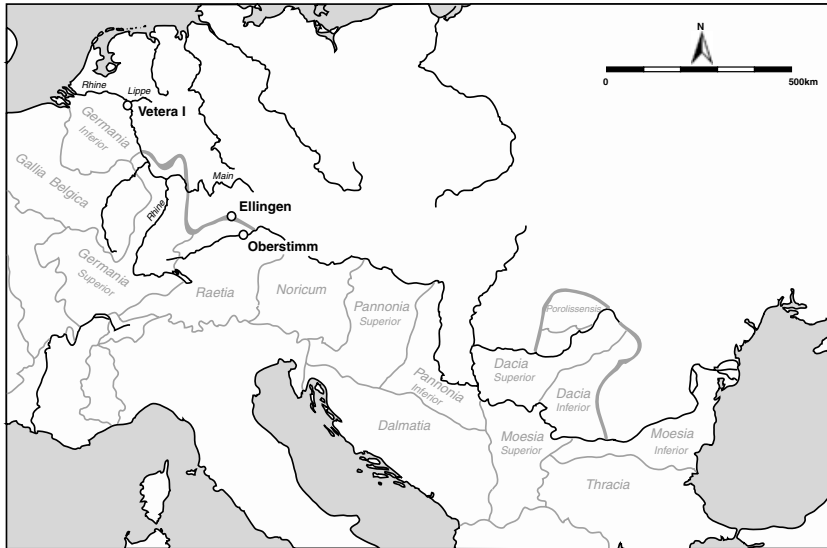 N
0
500km
Rhine
Lippe
Vetera I
Germania
Inferior
Gallia Belgica
Main
Rhine
Ellingen
Oberstimm
Germania
Superior
Raetia
Noricum
Pannonia
Superior
Porolissensis
Dacia
Superior
Pannonia
Inferior
Dacia
Inferior
Dalmatia
Moesia
Superior
Moesia
Inferior
Thracia